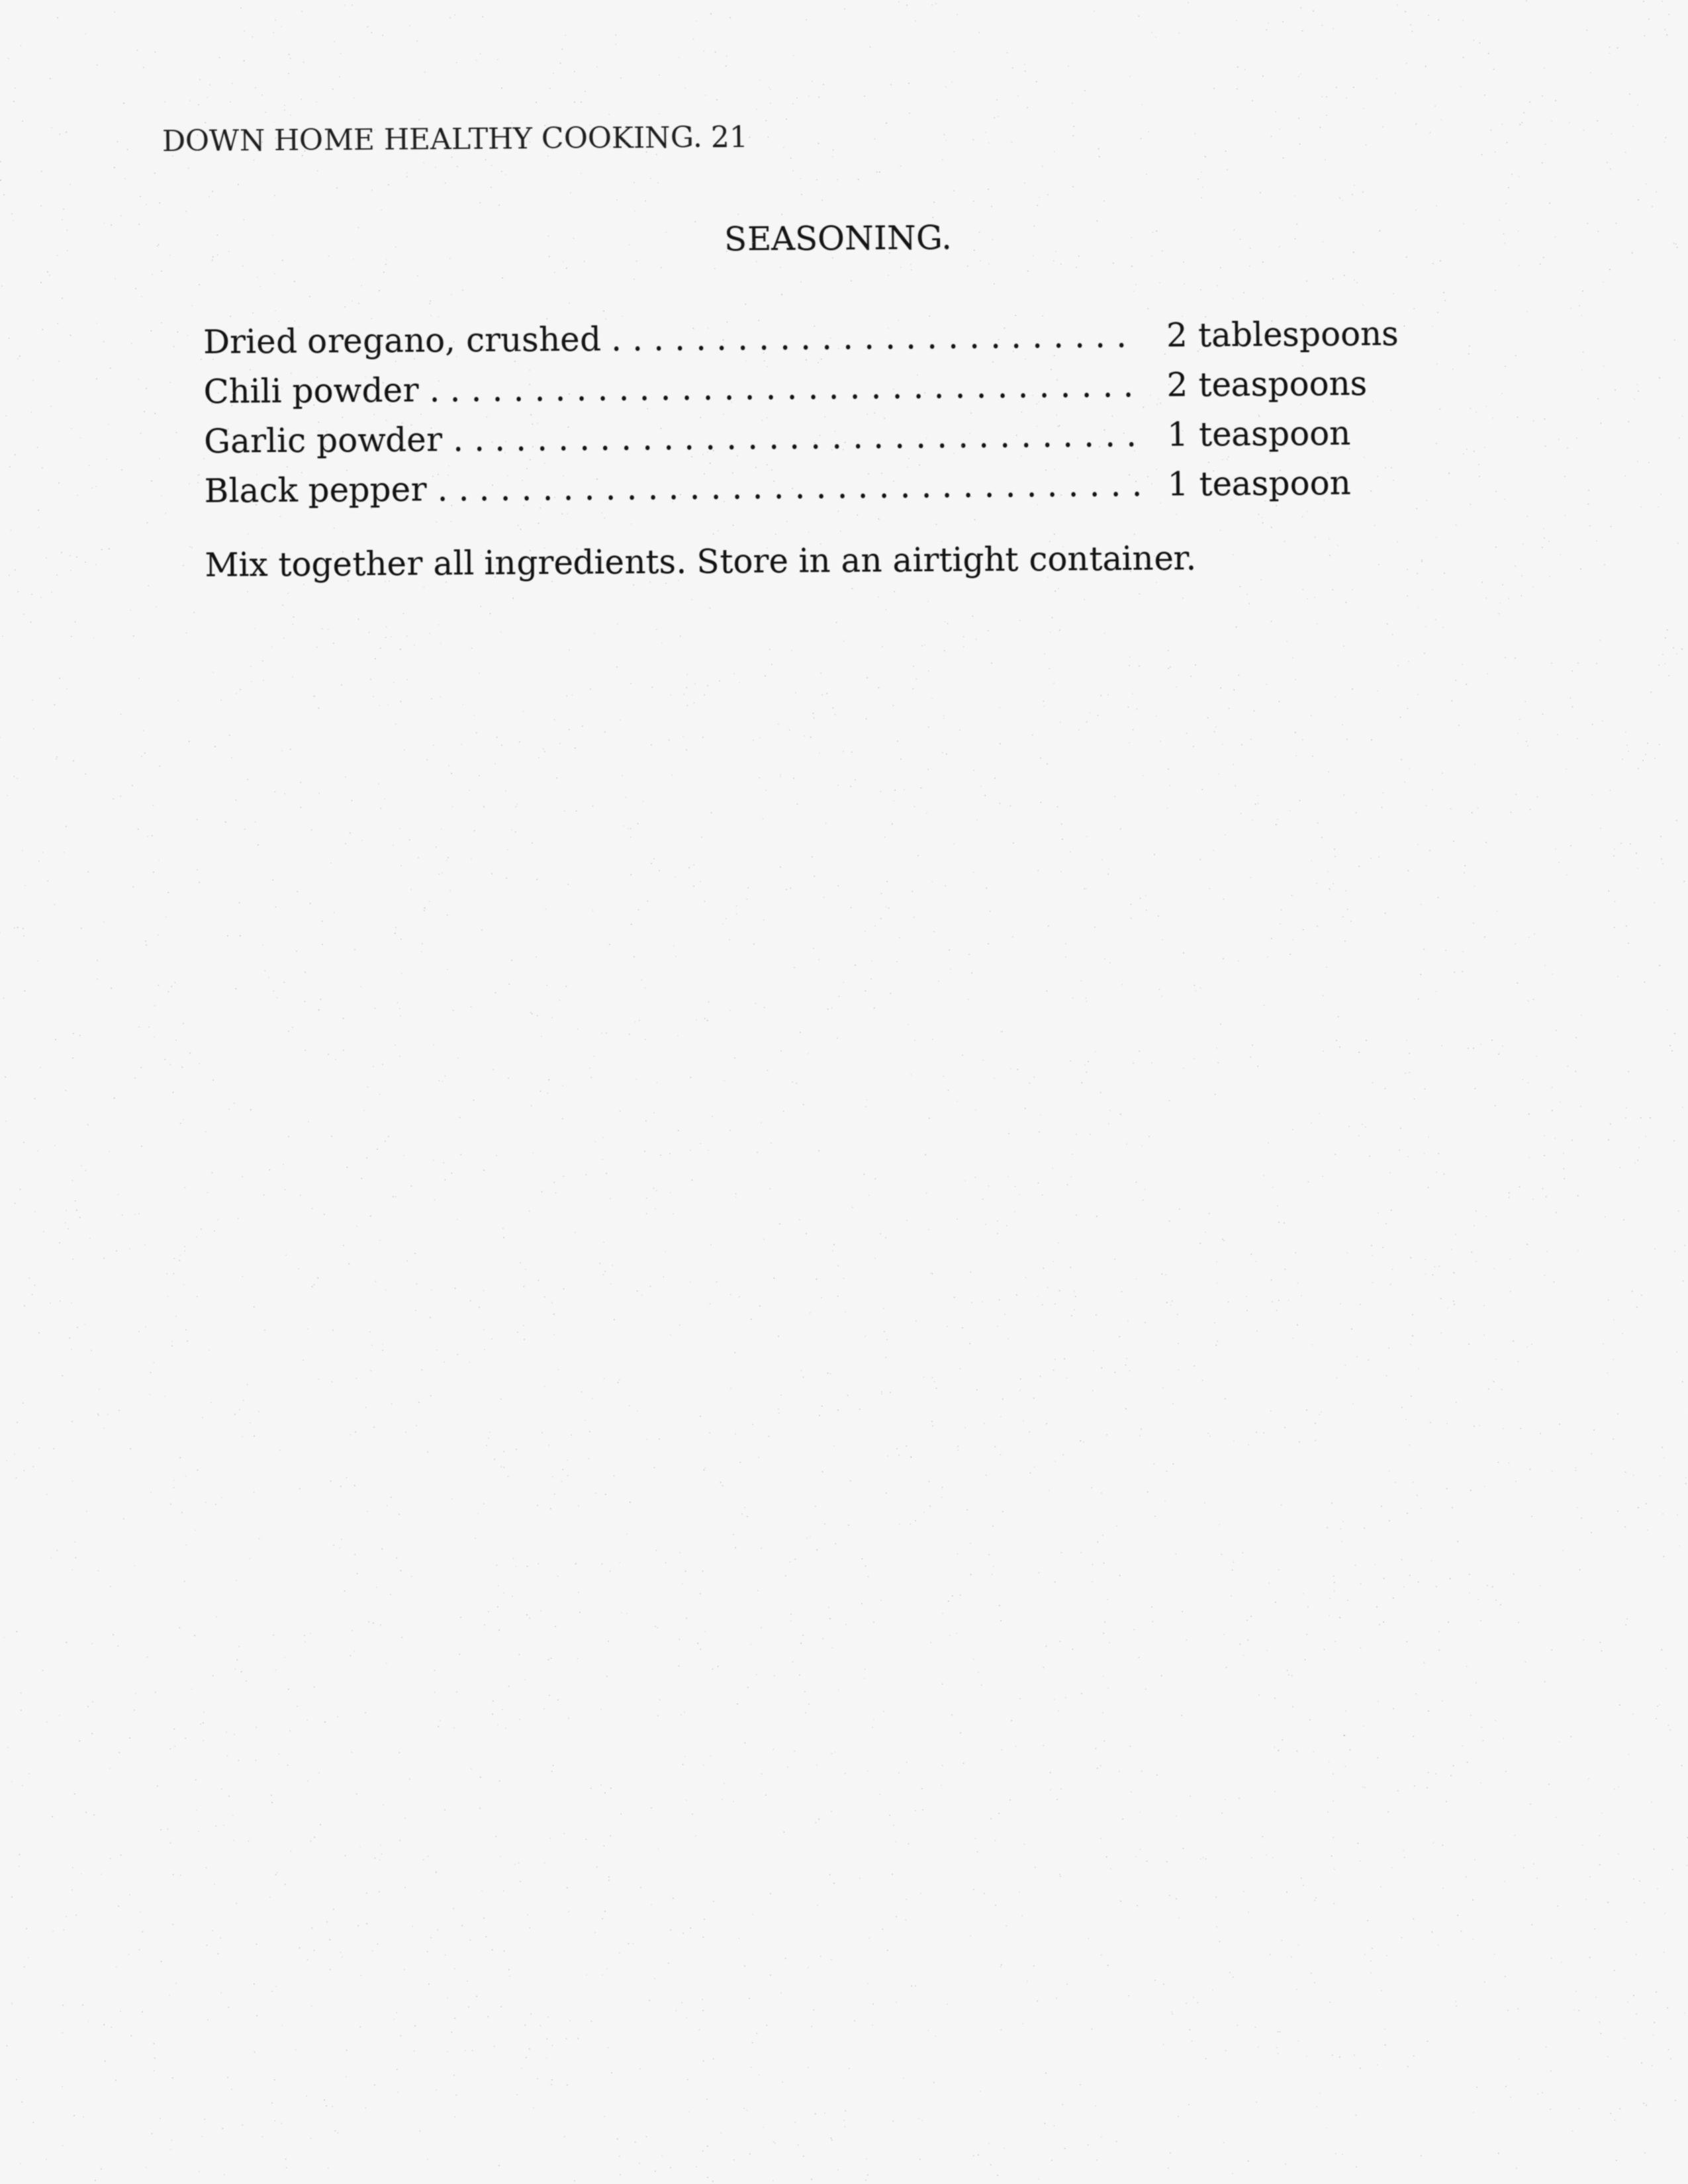 DOWN HOME HEALTHY COOKING. 21
SEASONING.
Dried oregano, crushed . . . . . . . . . . . . . . . . . . . . . . . . . 2 tablespoons
Chili powder . . . . . . . . . . . . . . . . . . . . . . . . . . . . . . . . . . 2 teaspoons
Garlic powder . . . . . . . . . . . . . . . . . . . . . . . . . . . . . . . . . 1 teaspoon
Black pepper . . . . . . . . . . . . . . . . . . . . . . . . . . . . . . . . . . 1 teaspoon
Mix together all ingredients. Store in an airtight container.